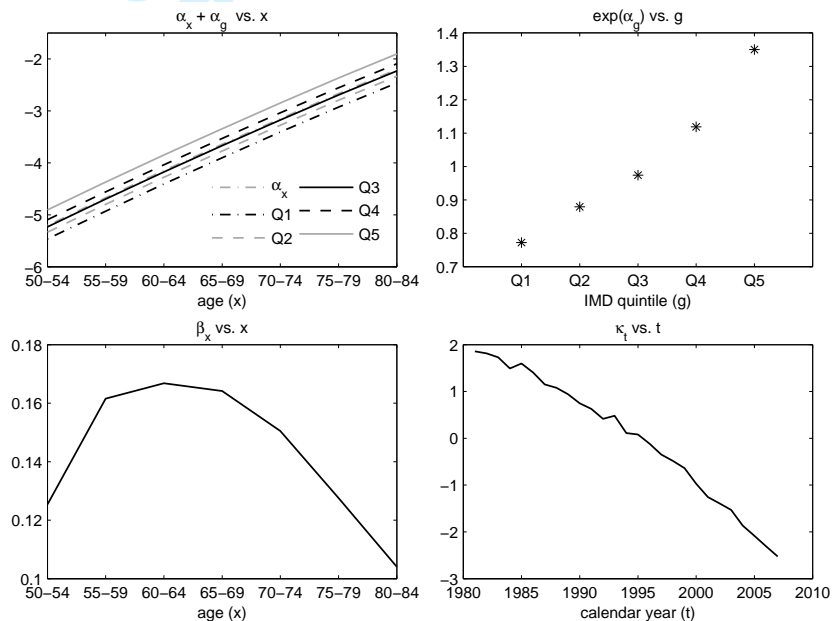 α_x + α_g vs. x
−2
−3
−4
−5
−6
α_x
Q1
Q2
Q3
Q4
Q5
50−54 55−59 60−64 65−69 70−74 75−79 80−84
age (x)
exp(α_g) vs. g
1.4
1.3
1.2
1.1
1
0.9
0.8
0.7
Q1 Q2 Q3 Q4 Q5
IMD quintile (g)
β_x vs. x
0.18
0.16
0.14
0.12
0.1
50−54 55−59 60−64 65−69 70−74 75−79 80−84
age (x)
κ_t vs. t
2
1
0
−1
−2
−3
1980 1985 1990 1995 2000 2005 2010
calendar year (t)